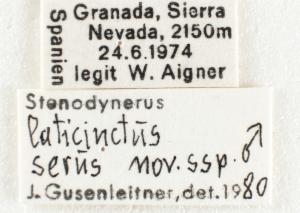 Spanien
Granada, Sierra
Nevada, 2150m
24.6.1974
legit W. Aigner
Stenodynerus
laticinctus
serus nov. ssp. ♂
J. Gusenleitner, det. 1980